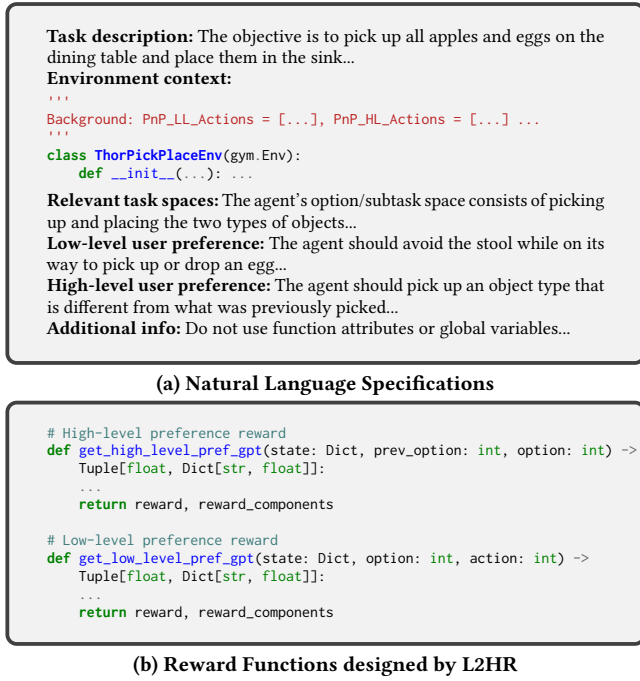 Task description: The objective is to pick up all apples and eggs on the
dining table and place them in the sink...
Environment context:
'''
Background: PnP_LL_Actions = [...], PnP_HL_Actions = [...] ...
'''
class ThorPickPlaceEnv(gym.Env):
    def __init__(...): ...
Relevant task spaces: The agent's option/subtask space consists of picking
up and placing the two types of objects...
Low-level user preference: The agent should avoid the stool while on its
way to pick up or drop an egg...
High-level user preference: The agent should pick up an object type that
is different from what was previously picked...
Additional info: Do not use function attributes or global variables...
(a) Natural Language Specifications
# High-level preference reward
def get_high_level_pref_gpt(state: Dict, prev_option: int, option: int) ->
    Tuple[float, Dict[str, float]]:
    ...
    return reward, reward_components
# Low-level preference reward
def get_low_level_pref_gpt(state: Dict, option: int, action: int) ->
    Tuple[float, Dict[str, float]]:
    ...
    return reward, reward_components
(b) Reward Functions designed by L2HR